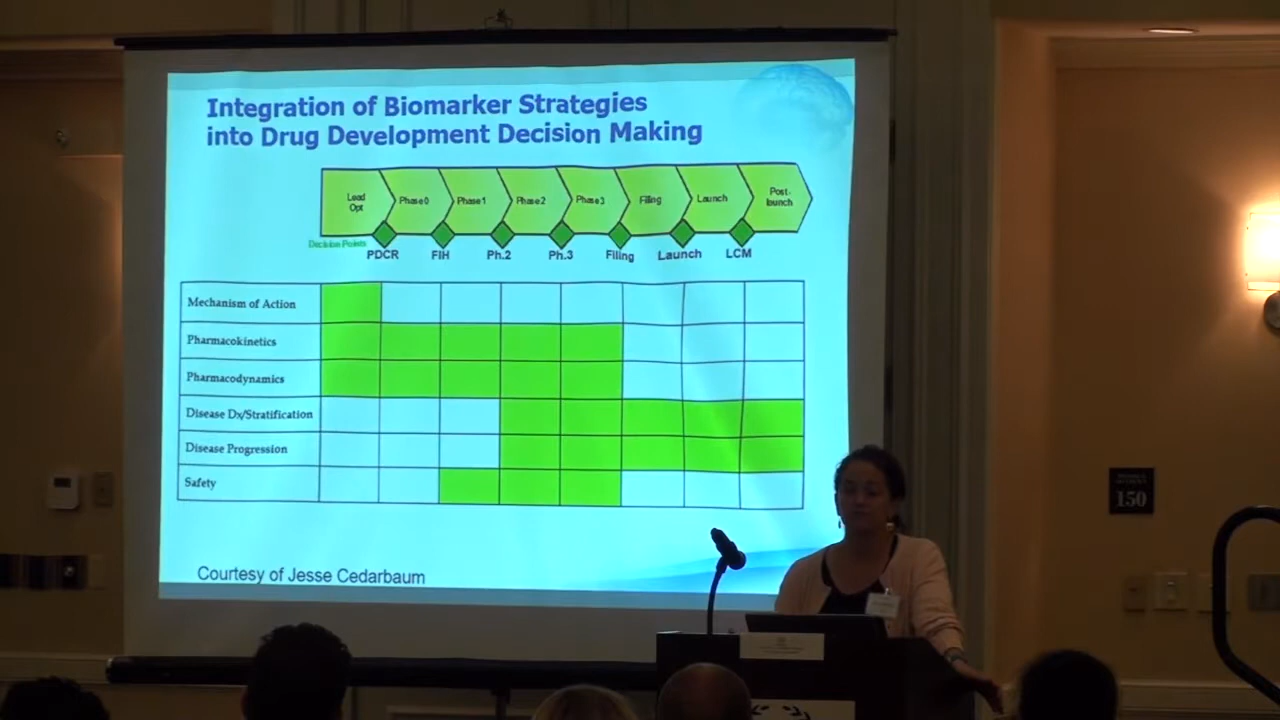 Integration of Biomarker Strategies
into Drug Development Decision Making
Lead
Opt
Phase0
Phase1
Phase2
Phase3
Filing
Launch
Post-
launch
Decision Points
PDCR
FIH
Ph.2
Ph.3
Filing
Launch
LCM
Mechanism of Action
Pharmacokinetics
Pharmacodynamics
Disease Dx/Stratification
Disease Progression
Safety
Courtesy of Jesse Cedarbaum
150